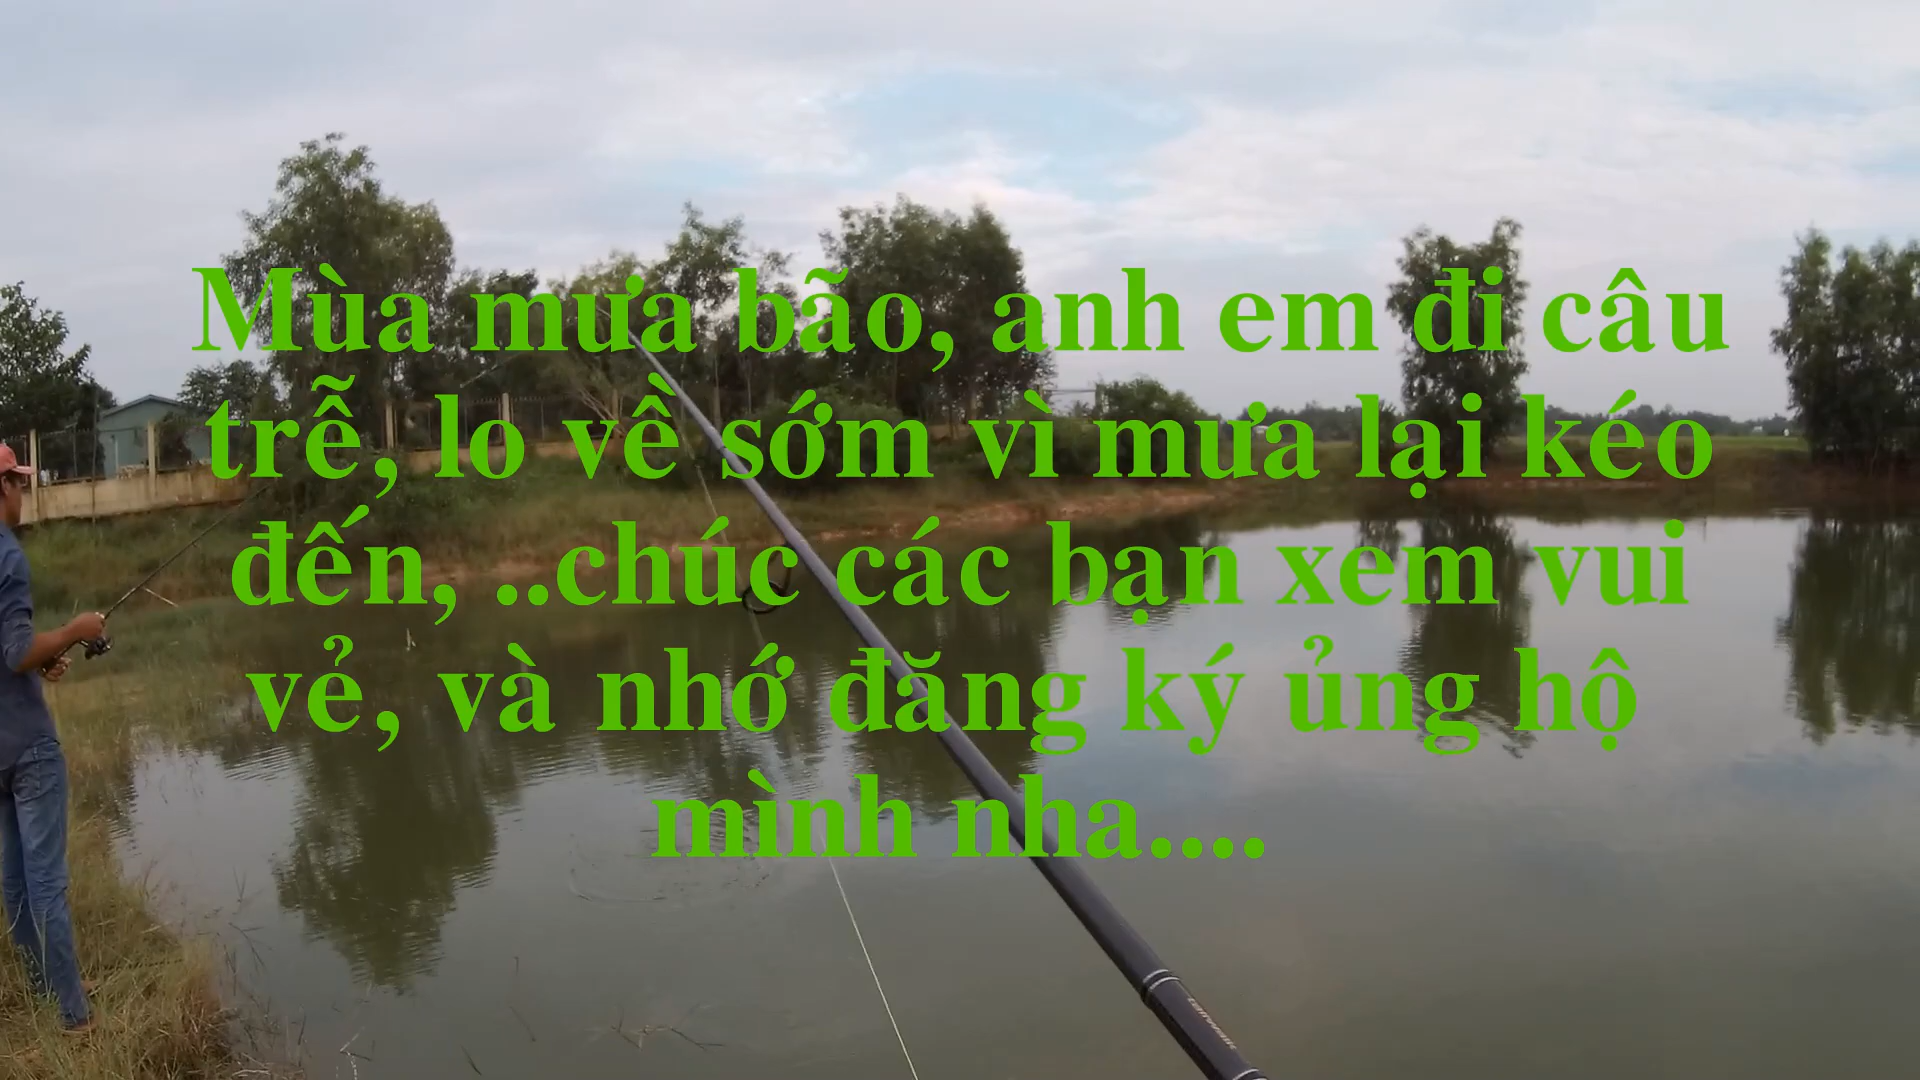 Mùa mưa bão, anh em đi câu
trễ, lo về sớm vì mưa lại kéo
đến, ..chúc các bạn xem vui
vẻ, và nhớ đăng ký ủng hộ
mình nha....